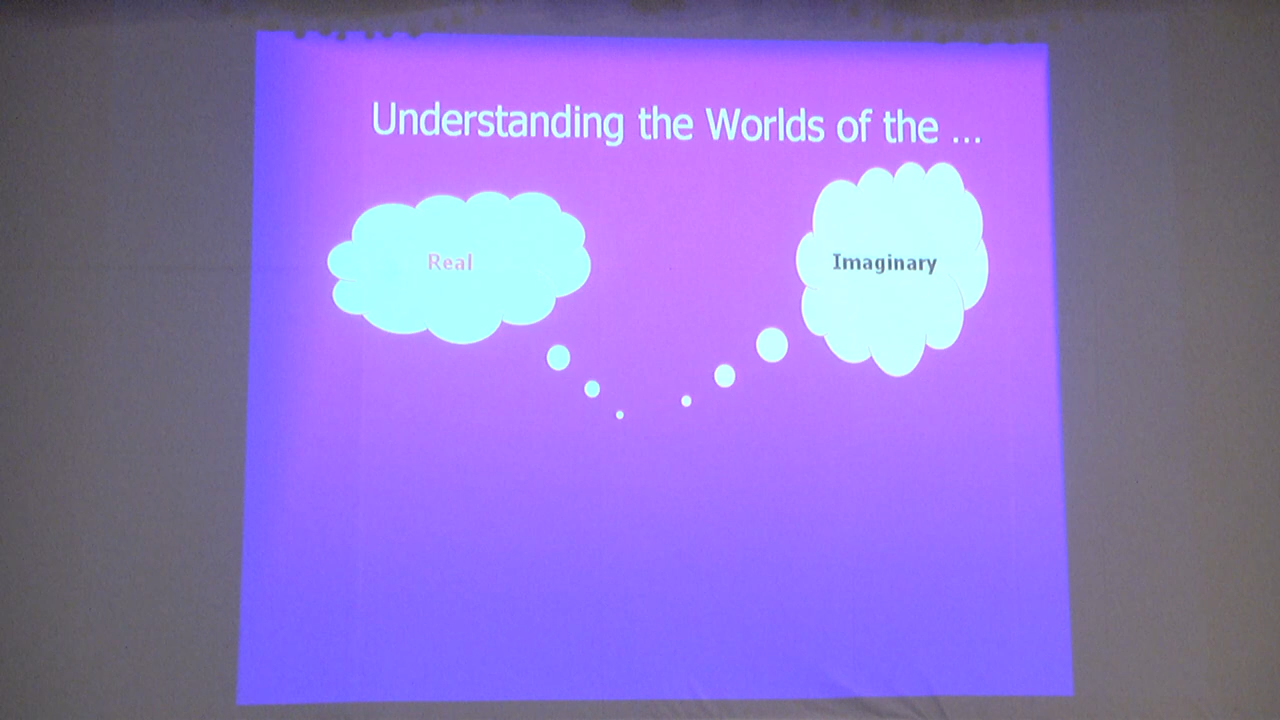 Understanding the Worlds of the ...
Real
Imaginary